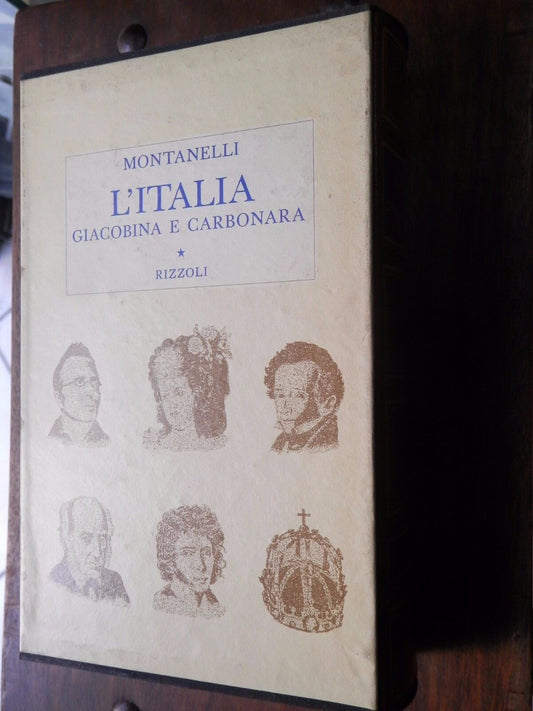 MONTANELLI
L'ITALIA
GIACOBINA E CARBONARA
★
RIZZOLI